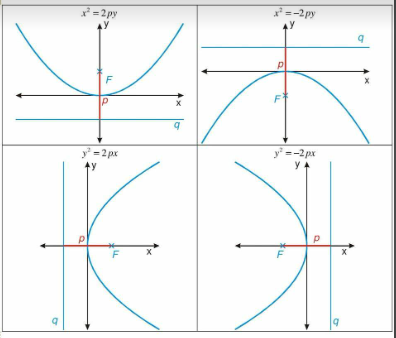 x² = 2py
y
F
p
x
q
x² = −2py
y
q
p
x
F
y² = 2px
y
p
F
x
q
y² = −2px
y
p
F
x
q